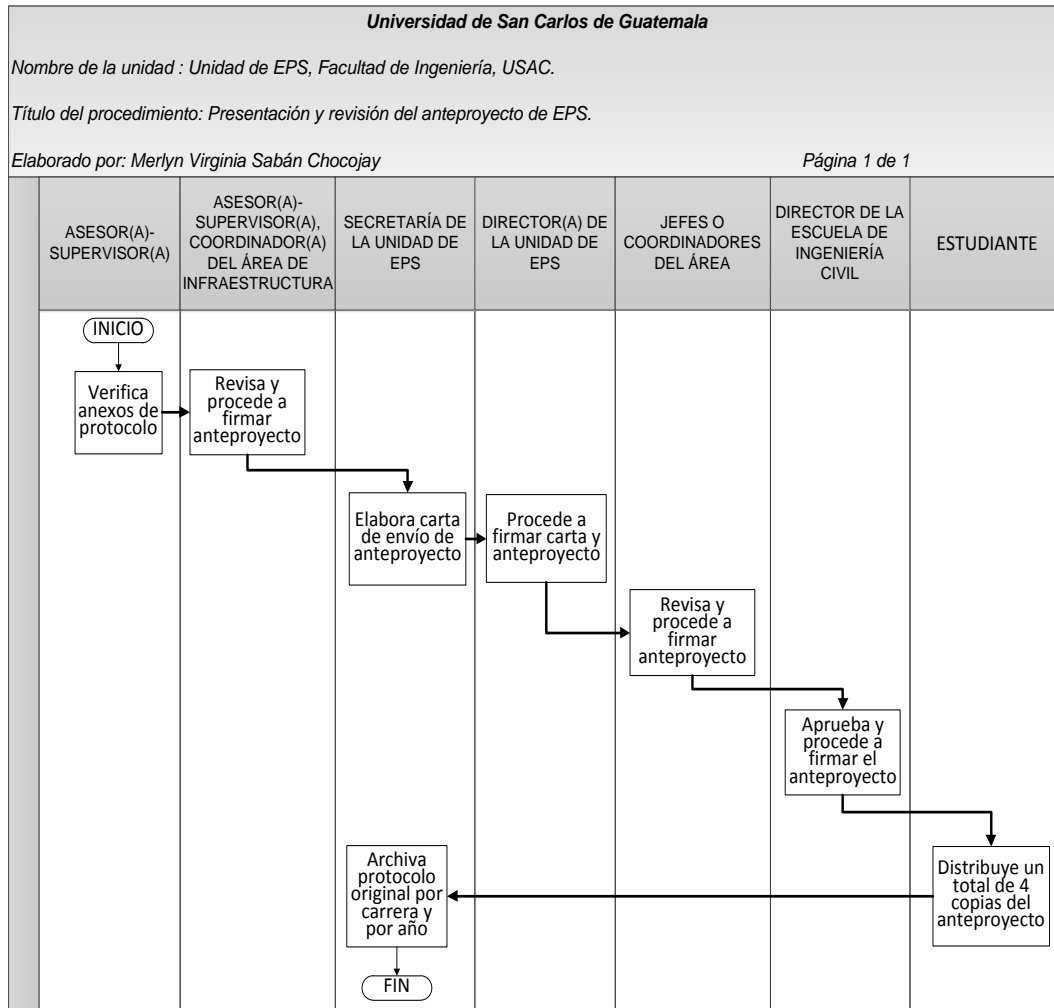 Universidad de San Carlos de Guatemala
Nombre de la unidad : Unidad de EPS, Facultad de Ingeniería, USAC.
Título del procedimiento: Presentación y revisión del anteproyecto de EPS.
Elaborado por: Merlyn Virginia Sabán Chocojay
Página 1 de 1
ASESOR(A)-
SUPERVISOR(A)
ASESOR(A)-
SUPERVISOR(A),
COORDINADOR(A)
DEL ÁREA DE
INFRAESTRUCTURA
SECRETARÍA DE
LA UNIDAD DE
EPS
DIRECTOR(A) DE
LA UNIDAD DE
EPS
JEFES O
COORDINADORES
DEL ÁREA
DIRECTOR DE LA
ESCUELA DE
INGENIERÍA
CIVIL
ESTUDIANTE
INICIO
Verifica
anexos de
protocolo
Revisa y
procede a
firmar
anteproyecto
Elabora carta
de envío de
anteproyecto
Procede a
firmar carta y
anteproyecto
Revisa y
procede a
firmar
anteproyecto
Aprueba y
procede a
firmar el
anteproyecto
Distribuye un
total de 4
copias del
anteproyecto
Archiva
protocolo
original por
carrera y
por año
FIN